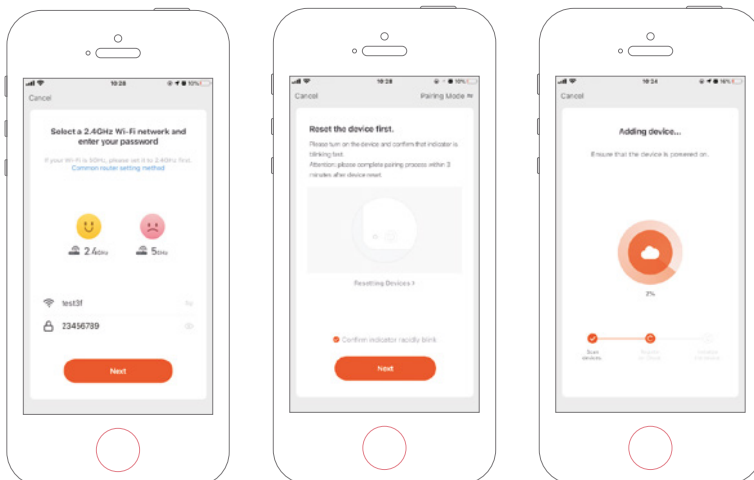 10:28
Cancel
Select a 2.4GHz Wi-Fi network and
enter your password
If your Wi-Fi is 5GHz, please set it to 2.4GHz first.
Common router setting method
2.4GHz
5GHz
test3f
23456789
Next
10:28
10%
Cancel
Pairing Mode
Reset the device first.
Please turn on the device and confirm that indicator is
blinking fast.
Attention: please complete pairing process within 3
minutes after device reset.
Resetting Devices
Confirm indicator rapidly blink
Next
Cancel
Adding device...
Ensure that the device is powered on.
2%
Scan
devices.
Register